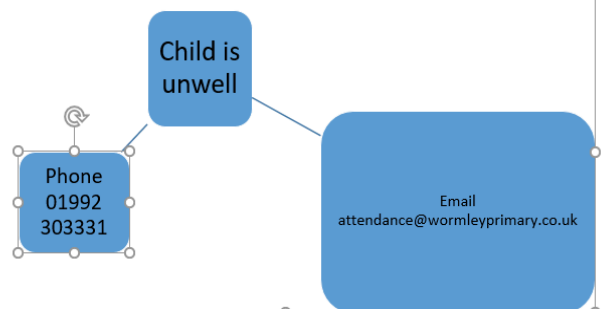 Child is
unwell
Phone
01992
303331
Email
attendance@wormleyprimary.co.uk